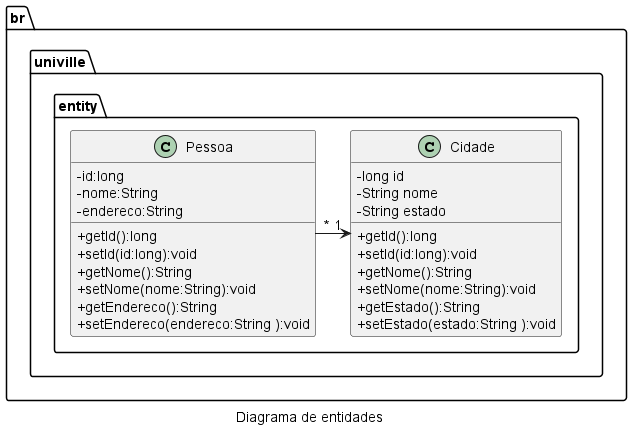 br
univille
entity
C Pessoa
-id:long
-nome:String
-endereco:String
+getId():long
+setId(id:long):void
+getNome():String
+setNome(nome:String):void
+getEndereco():String
+setEndereco(endereco:String ):void
* 1
C Cidade
-long id
-String nome
-String estado
+getId():long
+setId(id:long):void
+getNome():String
+setNome(nome:String):void
+getEstado():String
+setEstado(estado:String ):void
Diagrama de entidades